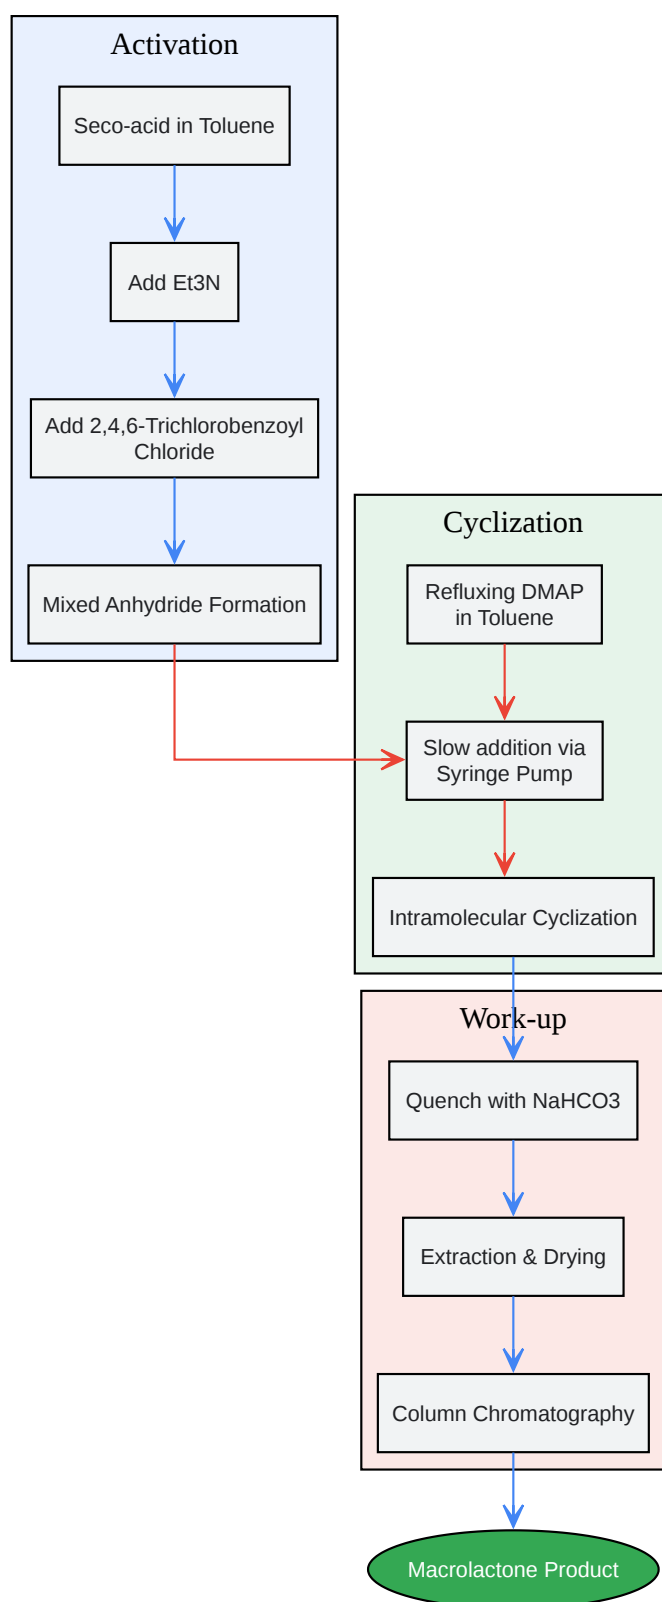 Activation
Seco-acid in Toluene
Add Et3N
Add 2,4,6-Trichlorobenzoyl
Chloride
Mixed Anhydride Formation
Cyclization
Refluxing DMAP
in Toluene
Slow addition via
Syringe Pump
Intramolecular Cyclization
Work-up
Quench with NaHCO3
Extraction & Drying
Column Chromatography
Macrolactone Product